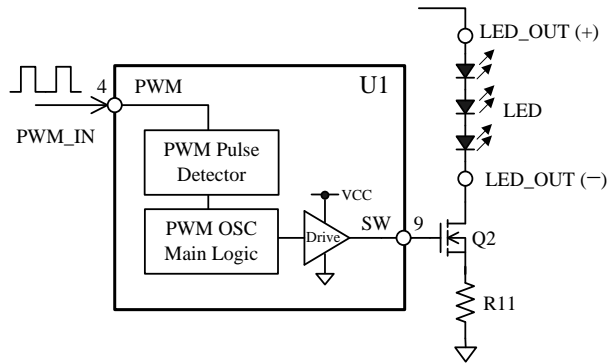 LED_OUT (+)
4
PWM
U1
PWM_IN
LED
PWM Pulse
Detector
VCC
LED_OUT (−)
PWM OSC
Main Logic
Drive
SW
9
Q2
R11